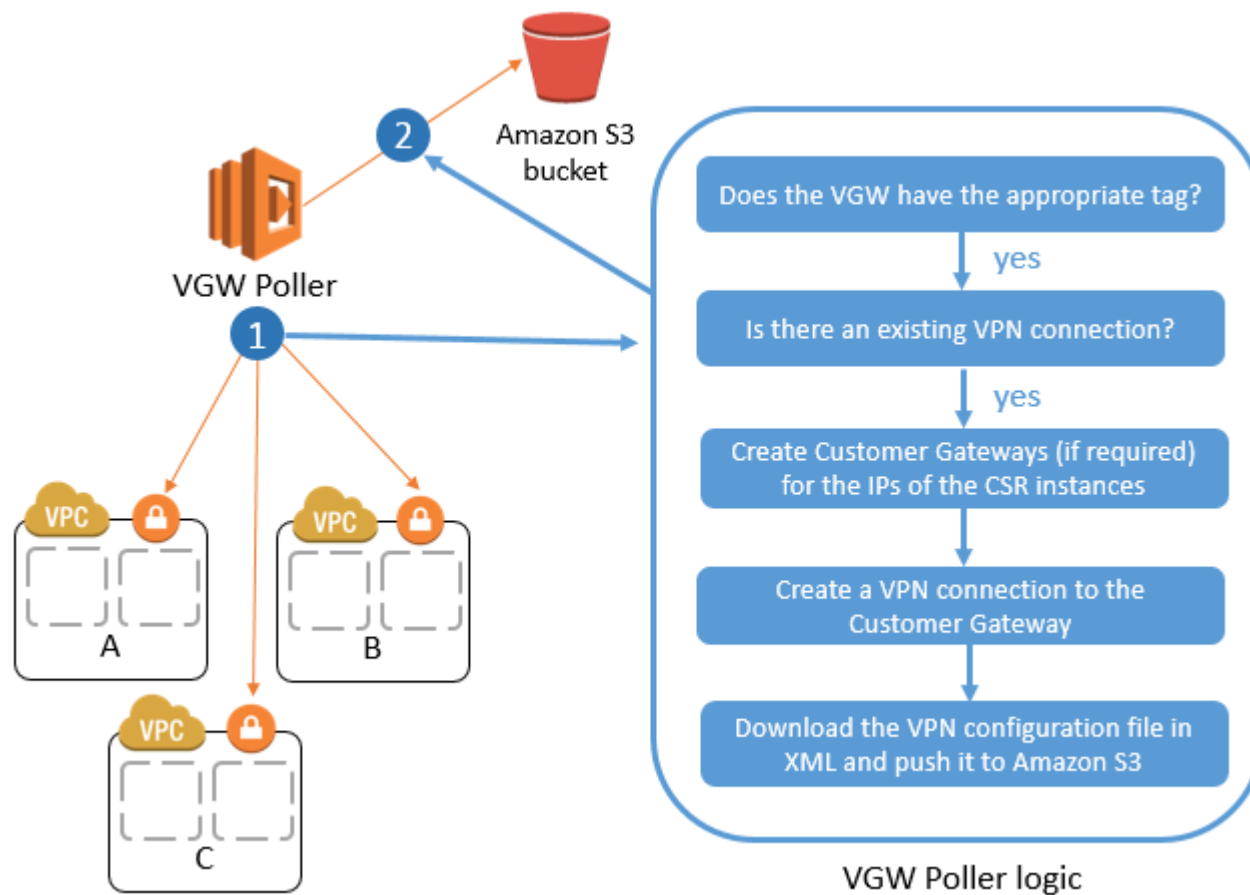 2
Amazon S3
bucket
VGW Poller
1
VPC
A
VPC
B
VPC
C
Does the VGW have the appropriate tag?
yes
Is there an existing VPN connection?
yes
Create Customer Gateways (if required)
for the IPs of the CSR instances
Create a VPN connection to the
Customer Gateway
Download the VPN configuration file in
XML and push it to Amazon S3
VGW Poller logic